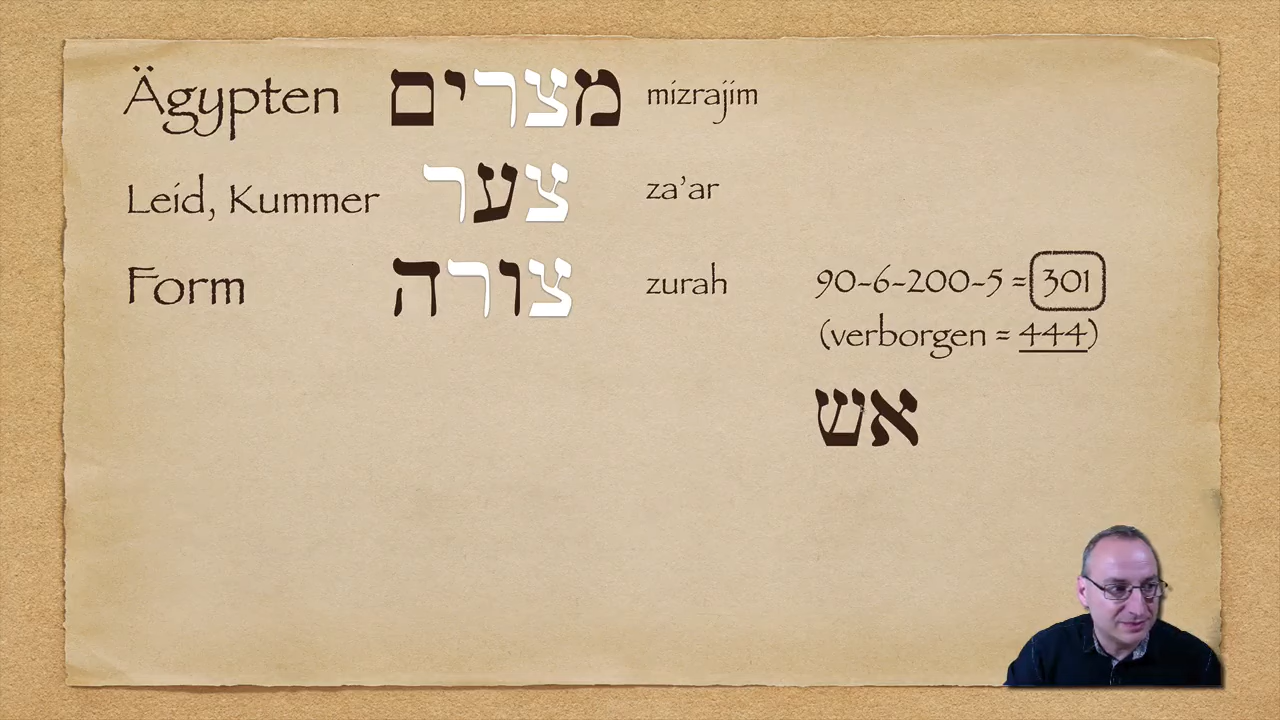 Ägypten מצרים mizrajim
Leid, Kummer צער za'ar
Form צורה zurah 90-6-200-5 = 301
(verborgen = 444)
אש